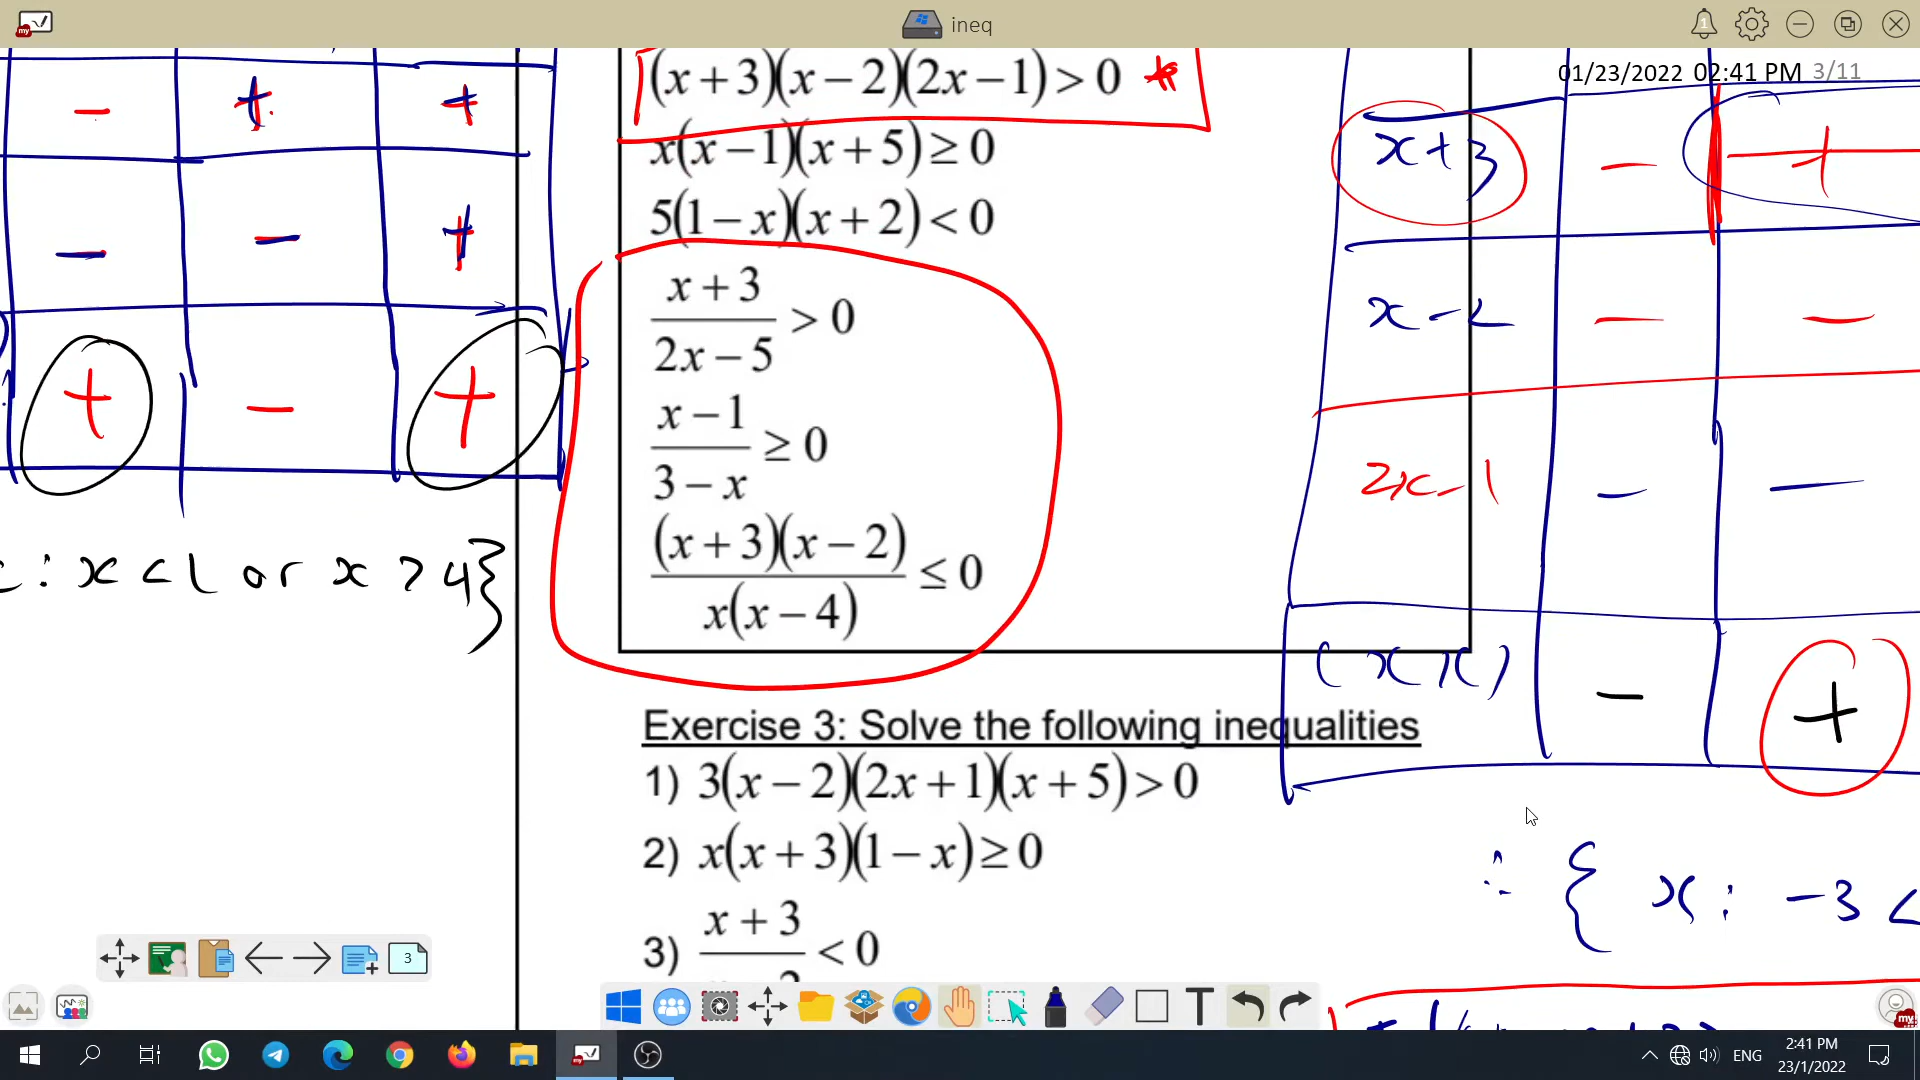 ineq
1
01/23/2022 02:41 PM 3/11
(x+3)(x−2)(2x−1)>0 *
x(x−1)(x+5)≥0
5(1−x)(x+2)<0
x+3
2x−5
>0
x−1
3−x
≥0
(x+3)(x−2)
x(x−4)
≤0
− + +
− − +
+ − +
: x < 1 or x > 4}
x+3 − +
x−2 − −
2x−1 − −
− +
∴ { x : −3 <
Exercise 3: Solve the following inequalities
1) 3(x−2)(2x+1)(x+5)>0
2) x(x+3)(1−x)≥0
3) x+3
<0
3
T
my
ENG
2:41 PM
23/1/2022